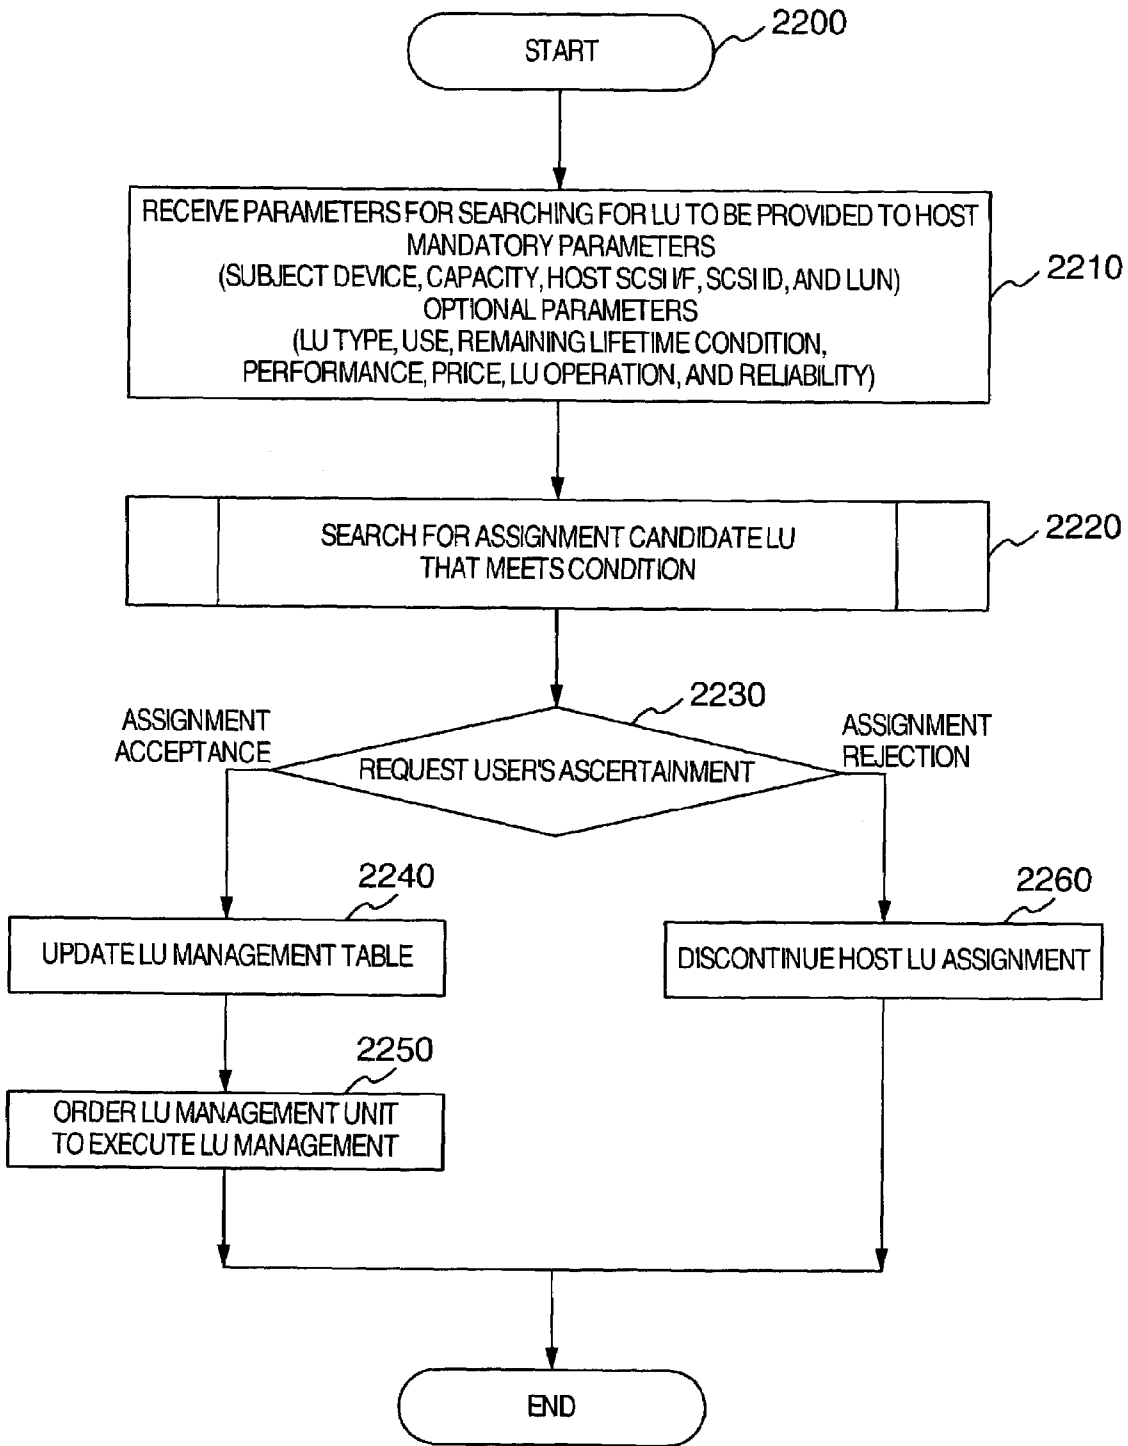 START
2200
RECEIVE PARAMETERS FOR SEARCHING FOR LU TO BE PROVIDED TO HOST
MANDATORY PARAMETERS
(SUBJECT DEVICE, CAPACITY, HOST SCSI I/F, SCSI ID, AND LUN)
OPTIONAL PARAMETERS
(LU TYPE, USE, REMAINING LIFETIME CONDITION,
PERFORMANCE, PRICE, LU OPERATION, AND RELIABILITY)
2210
SEARCH FOR ASSIGNMENT CANDIDATE LU
THAT MEETS CONDITION
2220
2230
ASSIGNMENT
ACCEPTANCE
REQUEST USER'S ASCERTAINMENT
ASSIGNMENT
REJECTION
2240
UPDATE LU MANAGEMENT TABLE
2260
DISCONTINUE HOST LU ASSIGNMENT
2250
ORDER LU MANAGEMENT UNIT
TO EXECUTE LU MANAGEMENT
END